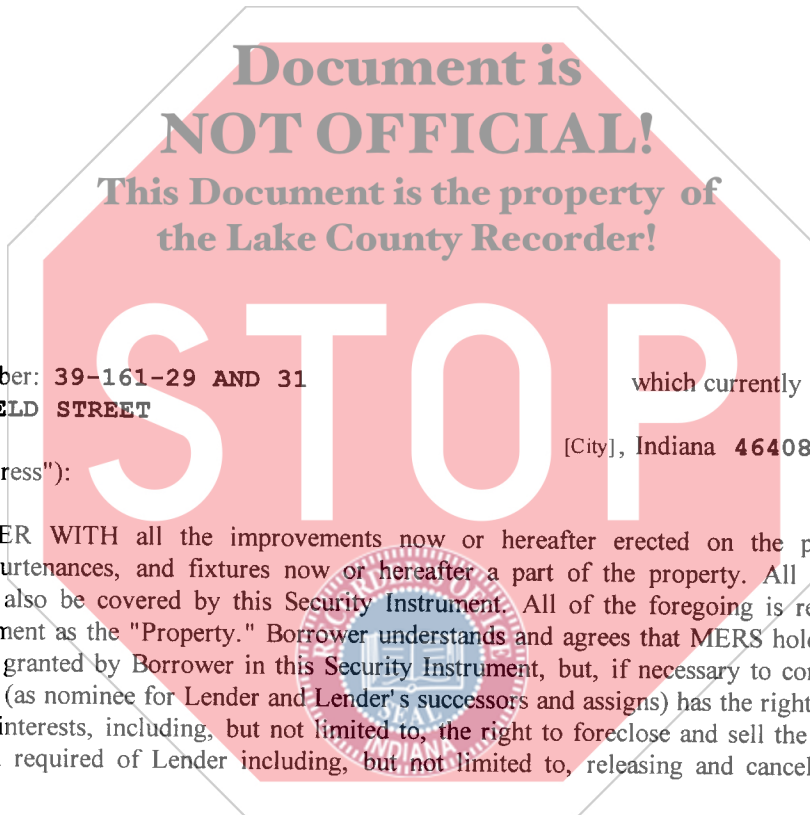 Document is
NOT OFFICIAL!
This Document is the property of
the Lake County Recorder!
STOP
ber: 39-161-29 AND 31 which currently
ELD STREET
[City], Indiana 46408
ress"):
ER WITH all the improvements now or hereafter erected on the p
urtenances, and fixtures now or hereafter a part of the property. All
also be covered by this Security Instrument. All of the foregoing is re
ment as the "Property." Borrower understands and agrees that MERS hold
granted by Borrower in this Security Instrument, but, if necessary to co
(as nominee for Lender and Lender's successors and assigns) has the right
interests, including, but not limited to, the right to foreclose and sell the
required of Lender including, but not limited to, releasing and cancel
SEAL
INDIANA